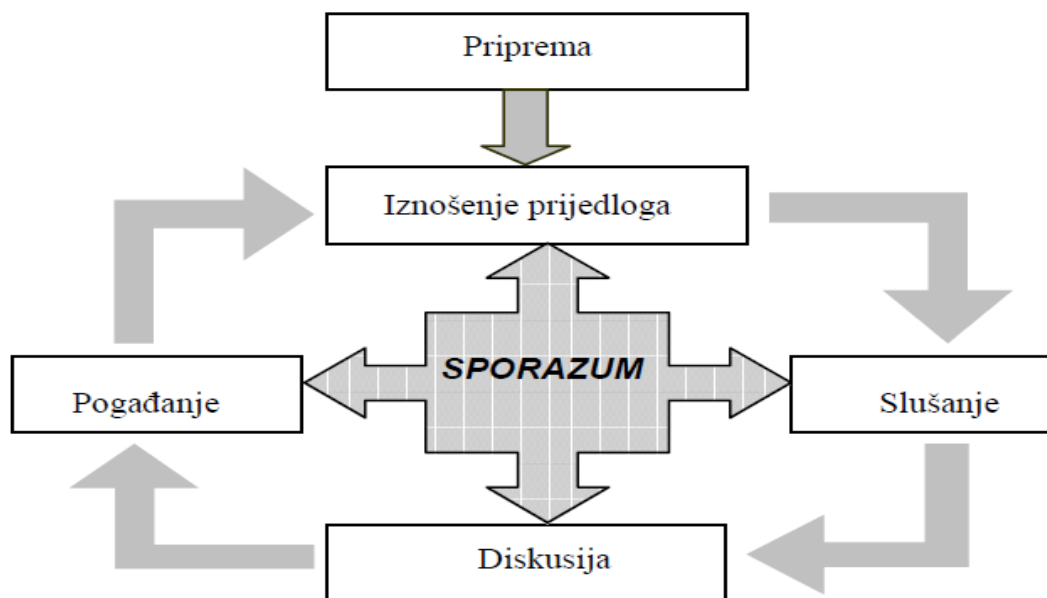 Priprema
Iznošenje prijedloga
SPORAZUM
Pogađanje
Slušanje
Diskusija